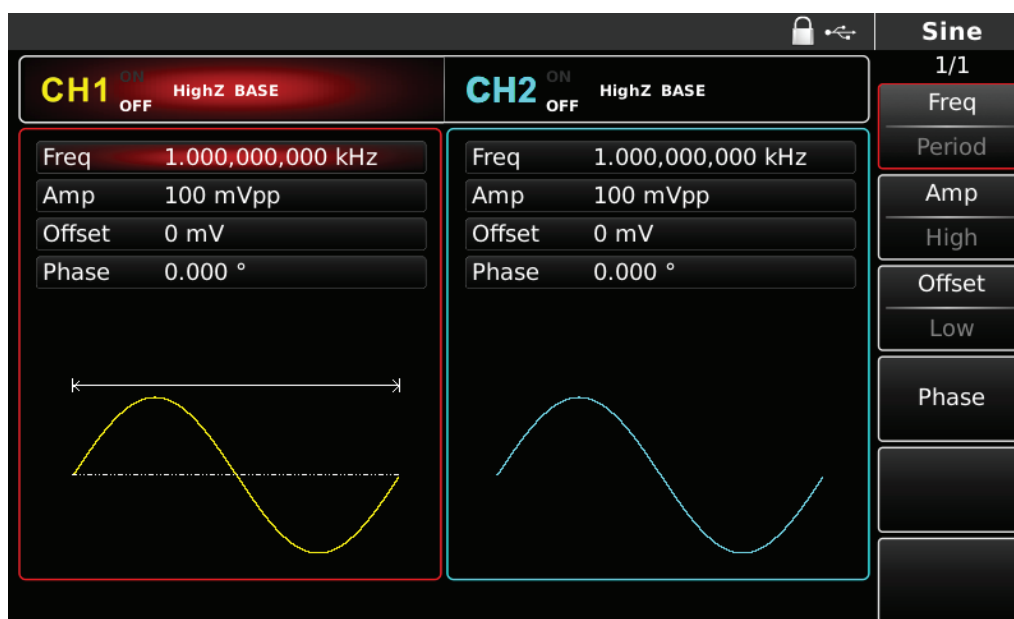 Sine
1/1
CH1 ON OFF HighZ BASE
CH2 ON OFF HighZ BASE
Freq 1.000,000,000 kHz
Amp 100 mVpp
Offset 0 mV
Phase 0.000 °
Freq 1.000,000,000 kHz
Amp 100 mVpp
Offset 0 mV
Phase 0.000 °
Freq
Period
Amp
High
Offset
Low
Phase